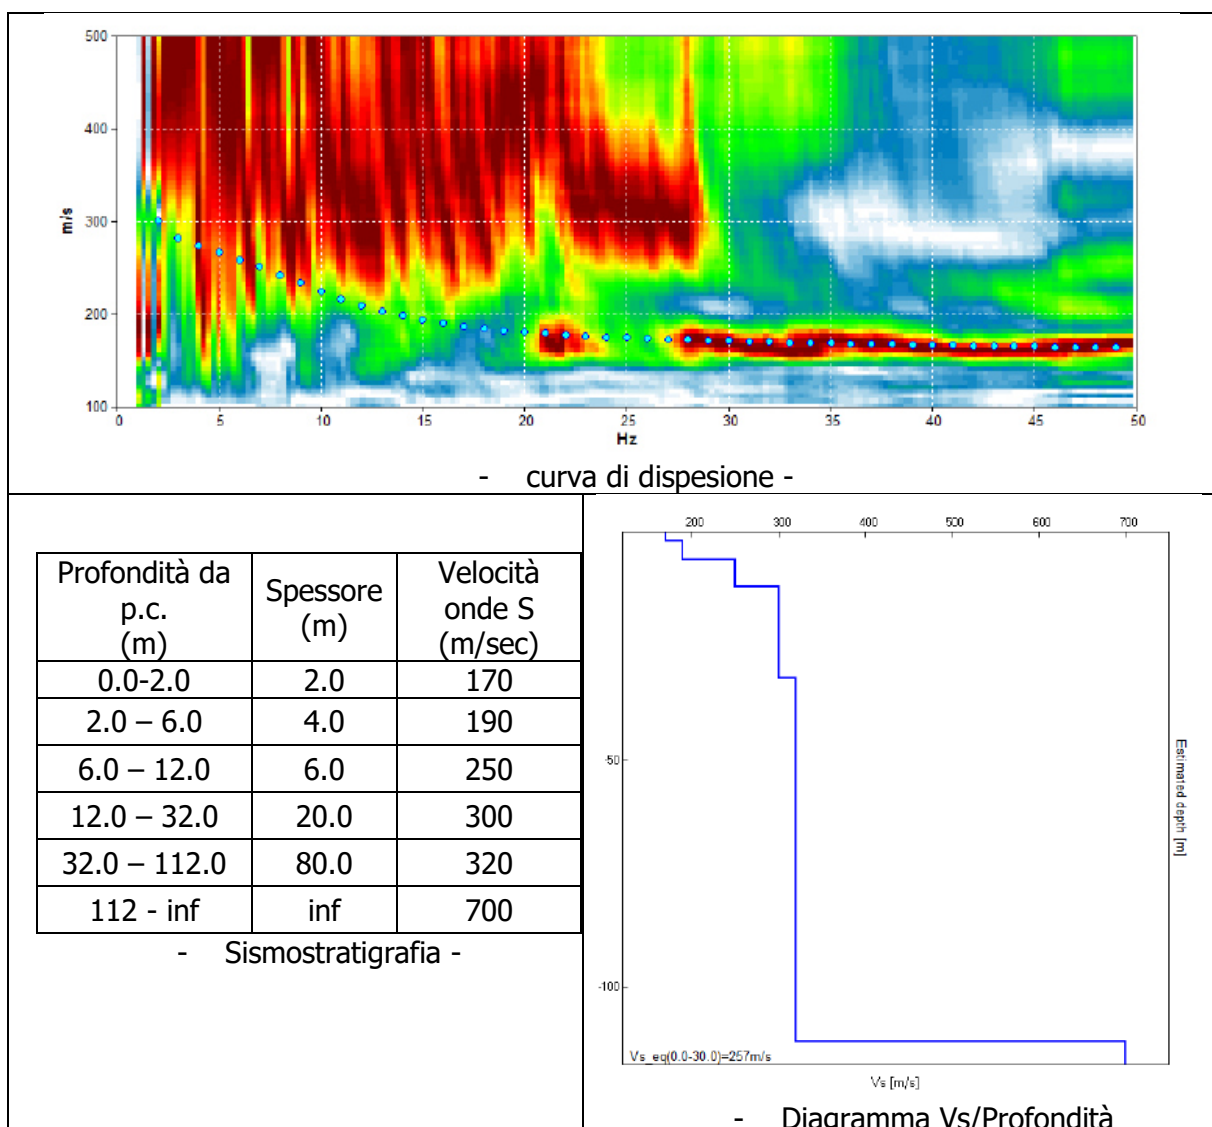 500
400
300
200
100
m/s
0 5 10 15 20 25 30 35 40 45 50
Hz
- curva di dispesione -
Profondità da p.c. (m) Spessore (m) Velocità onde S (m/sec)
0.0-2.0 2.0 170
2.0 – 6.0 4.0 190
6.0 – 12.0 6.0 250
12.0 – 32.0 20.0 300
32.0 – 112.0 80.0 320
112 - inf inf 700
- Sismostratigrafia -
200 300 400 500 600 700
-50
-100
Estimated depth [m]
Vs_eq(0.0-30.0)=257m/s
Vs [m/s]
- Diagramma Vs/Profondità